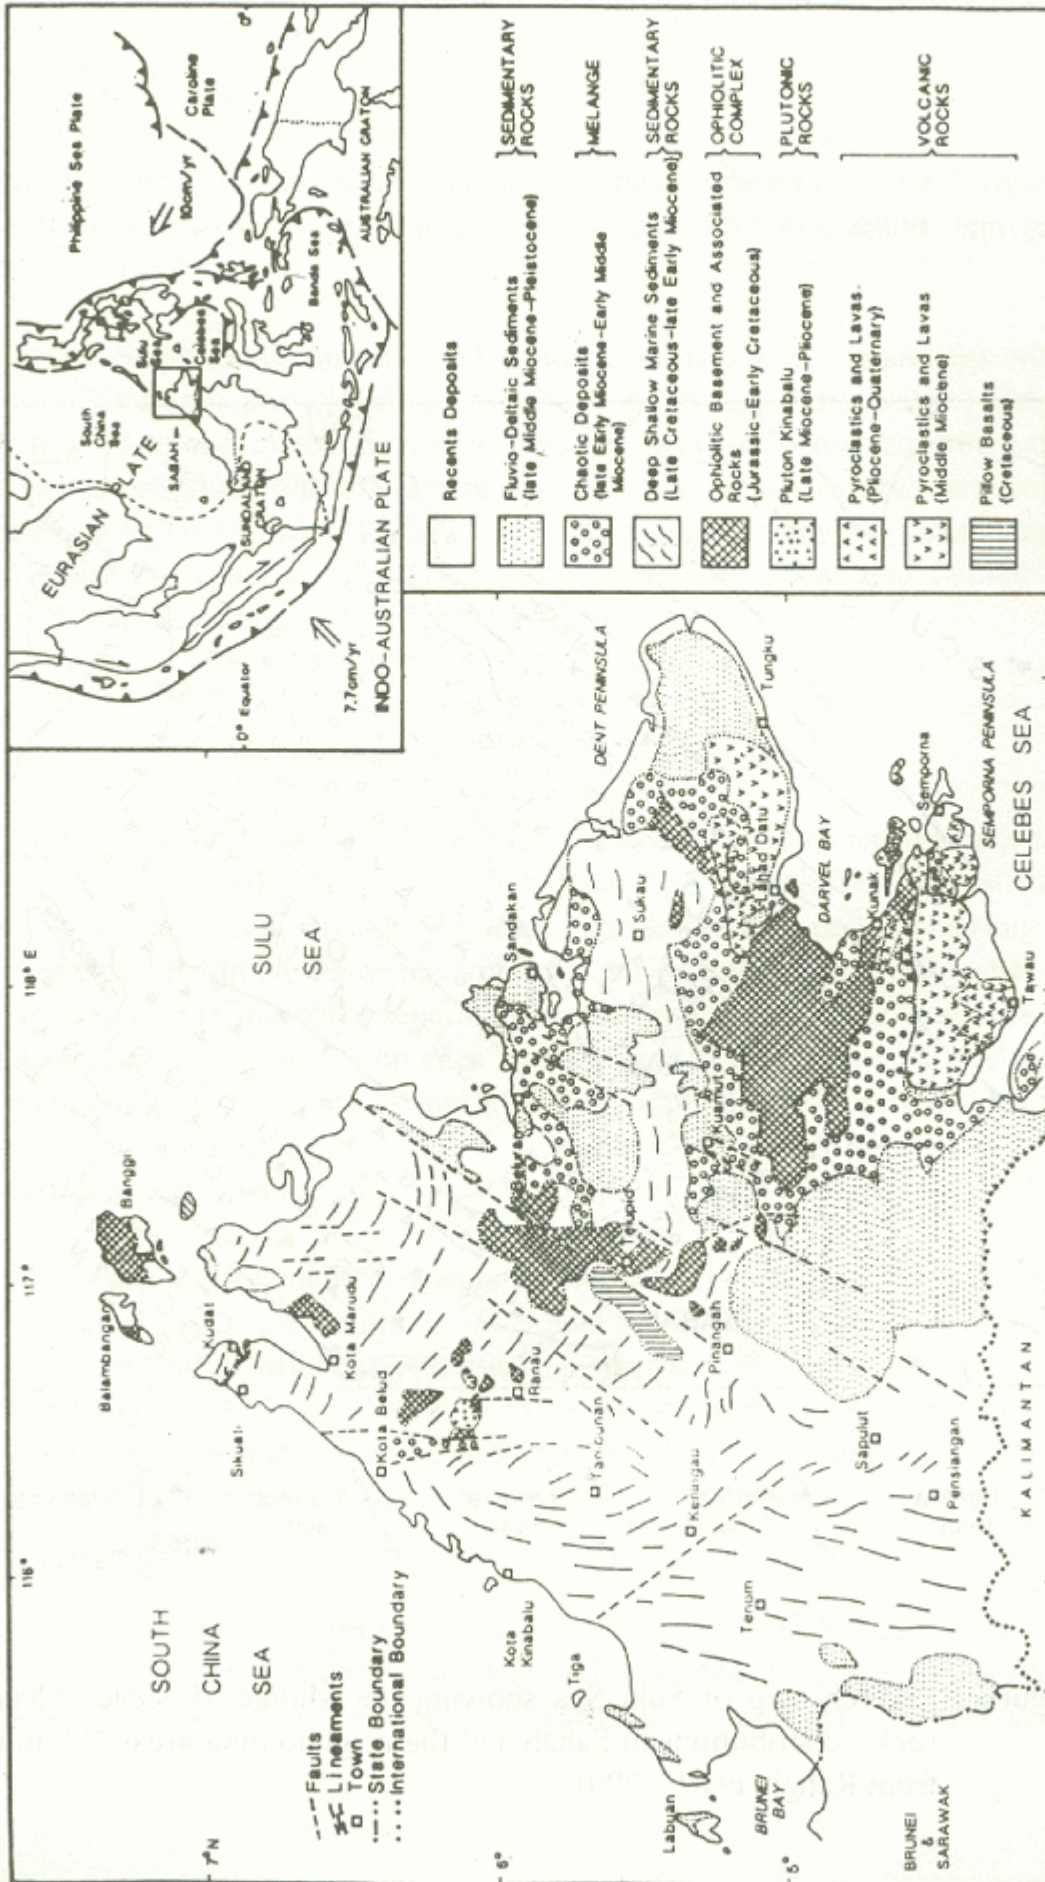 0°
Philippine Sea Plate
Caroline
Plate
10cm/yr
South
China
Sea
Sulu
Sea
Celebes
Sea
Banda Sea
AUSTRALIAN CRATON
EURASIAN
PLATE
SABAH
SUNDALAND
CRATON
0° Equator
7.7cm/yr
INDO-AUSTRALIAN PLATE
Recents Deposits
Fluvio-Deltaic Sediments
(late Middle Miocene-Pleistocene)
SEDIMENTARY
ROCKS
Chaotic Deposits
(late Early Miocene-Early Middle
Miocene)
MELANGE
Deep Shallow Marine Sediments
(Late Cretaceous-late Early Miocene)
SEDIMENTARY
ROCKS
Ophiolitic Basement and Associated
Rocks
(Jurassic-Early Cretaceous)
OPHIOLITIC
COMPLEX
Pluton Kinabalu
(Late Miocene-Pliocene)
PLUTONIC
ROCKS
Pyroclastics and Lavas
(Pliocene-Quaternary)
Pyroclastics and Lavas
(Middle Miocene)
Pillow Basalts
(Cretaceous)
VOLCANIC
ROCKS
116°
117°
118° E
7° N
6°
5°
SOUTH
CHINA
SEA
SULU
SEA
Faults
Lineaments
Town
State Boundary
International Boundary
Balambangan
Banggi
Kudat
Sikuati
Kota Marudu
Kota Belud
Ranau
Kota
Kinabalu
Tiga
Tambunan
Keningau
Tenom
Labuan
BRUNEI
BAY
BRUNEI
&
SARAWAK
Beluran
Telupid
Sandakan
Sukau
Kuamut
Pinangah
Sapulut
Pensiangan
KALIMANTAN
DENT PENINSULA
Tungku
Lahad Datu
DARVEL BAY
Kunak
Semporna
SEMPORNA PENINSULA
Tawau
CELEBES SEA